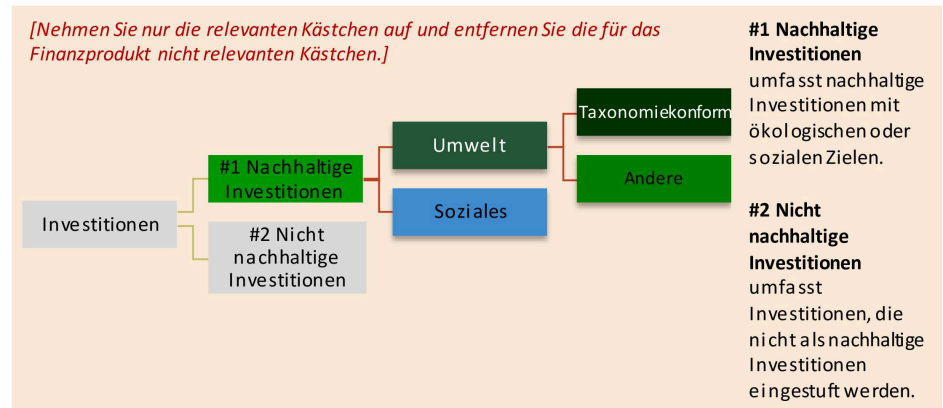 [Nehmen Sie nur die relevanten Kästchen auf und entfernen Sie die für das
Finanzprodukt nicht relevanten Kästchen.]
Investitionen
#1 Nachhaltige
Investitionen
#2 Nicht
nachhaltige
Investitionen
Umwelt
Soziales
Taxonomiekonform
Andere
#1 Nachhaltige
Investitionen
umfasst nachhaltige
Investitionen mit
ökologischen oder
sozialen Zielen.
#2 Nicht
nachhaltige
Investitionen
umfasst
Investitionen, die
nicht als nachhaltige
Investitionen
eingestuft werden.